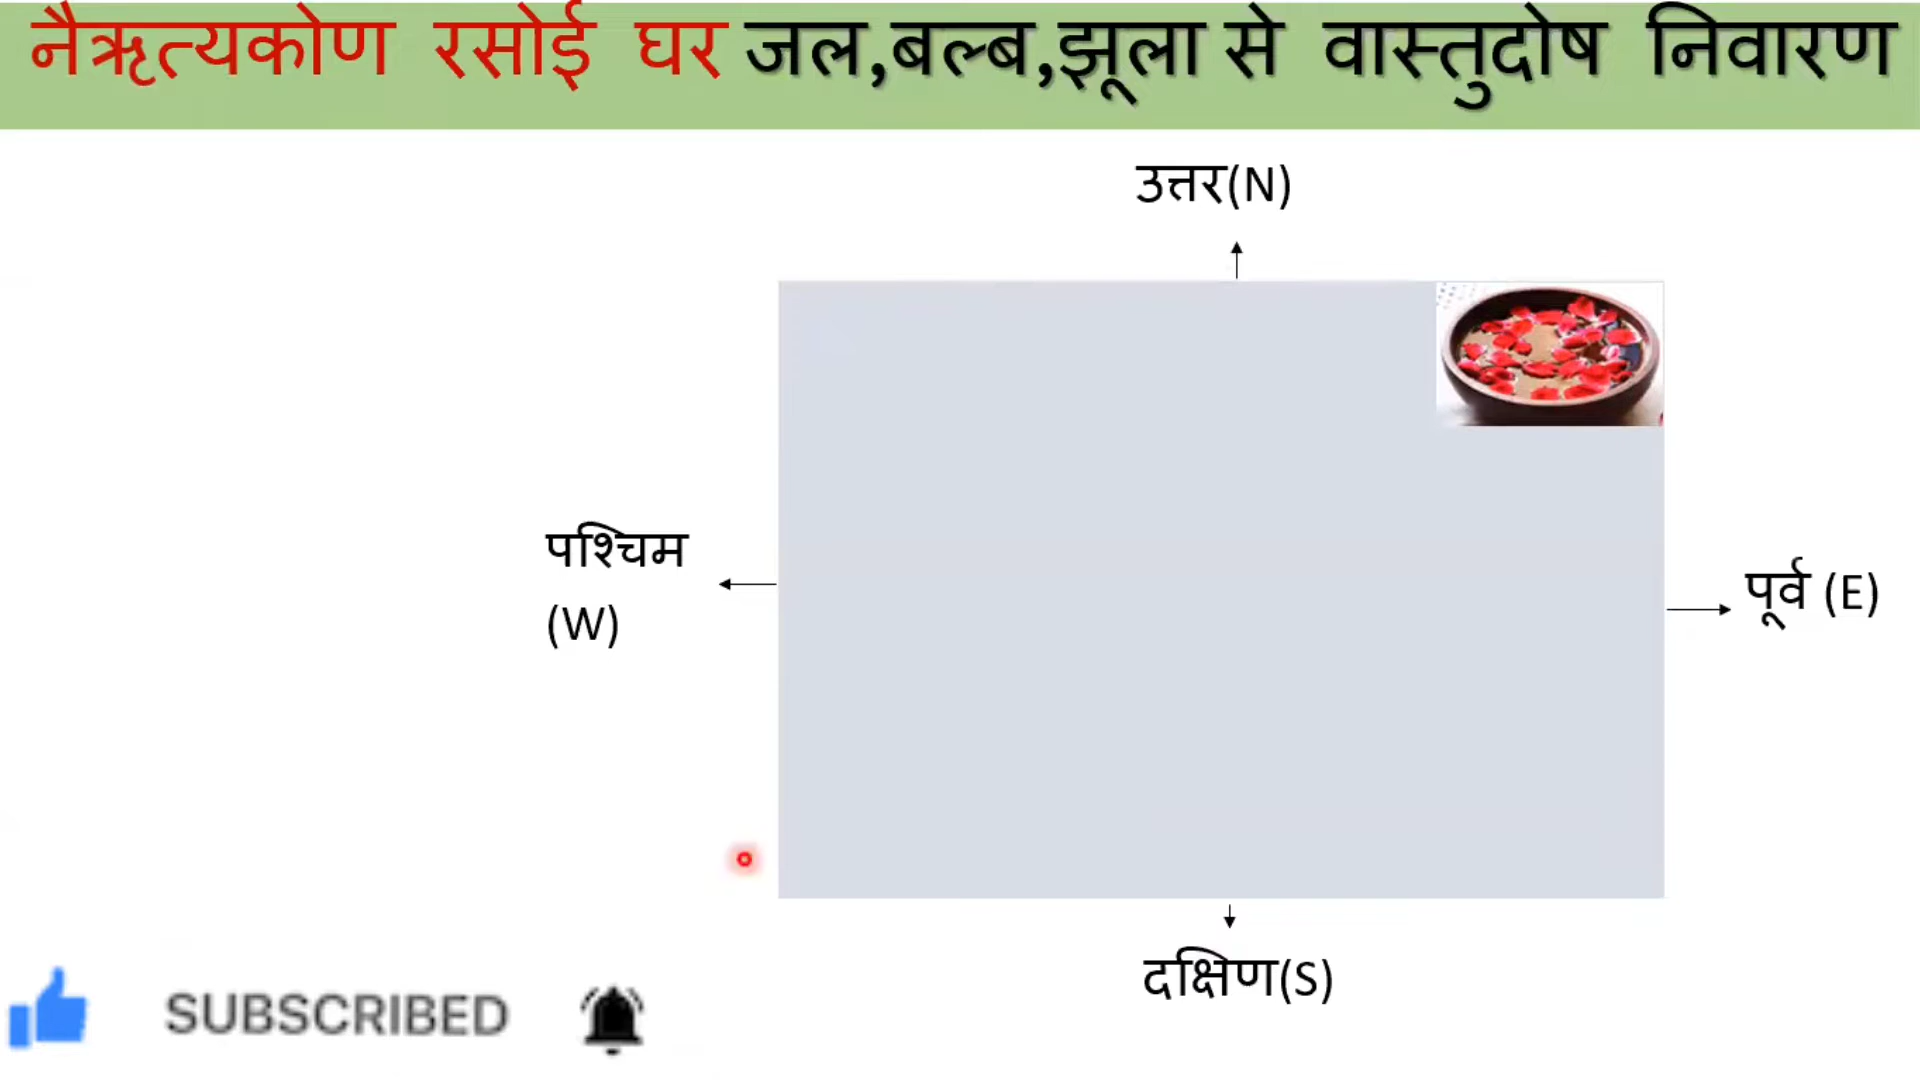 नैऋत्यकोण रसोई घर जल,बल्ब,झूला से वास्तुदोष निवारण
उत्तर(N)
पश्चिम
(W)
पूर्व (E)
दक्षिण(S)
SUBSCRIBED